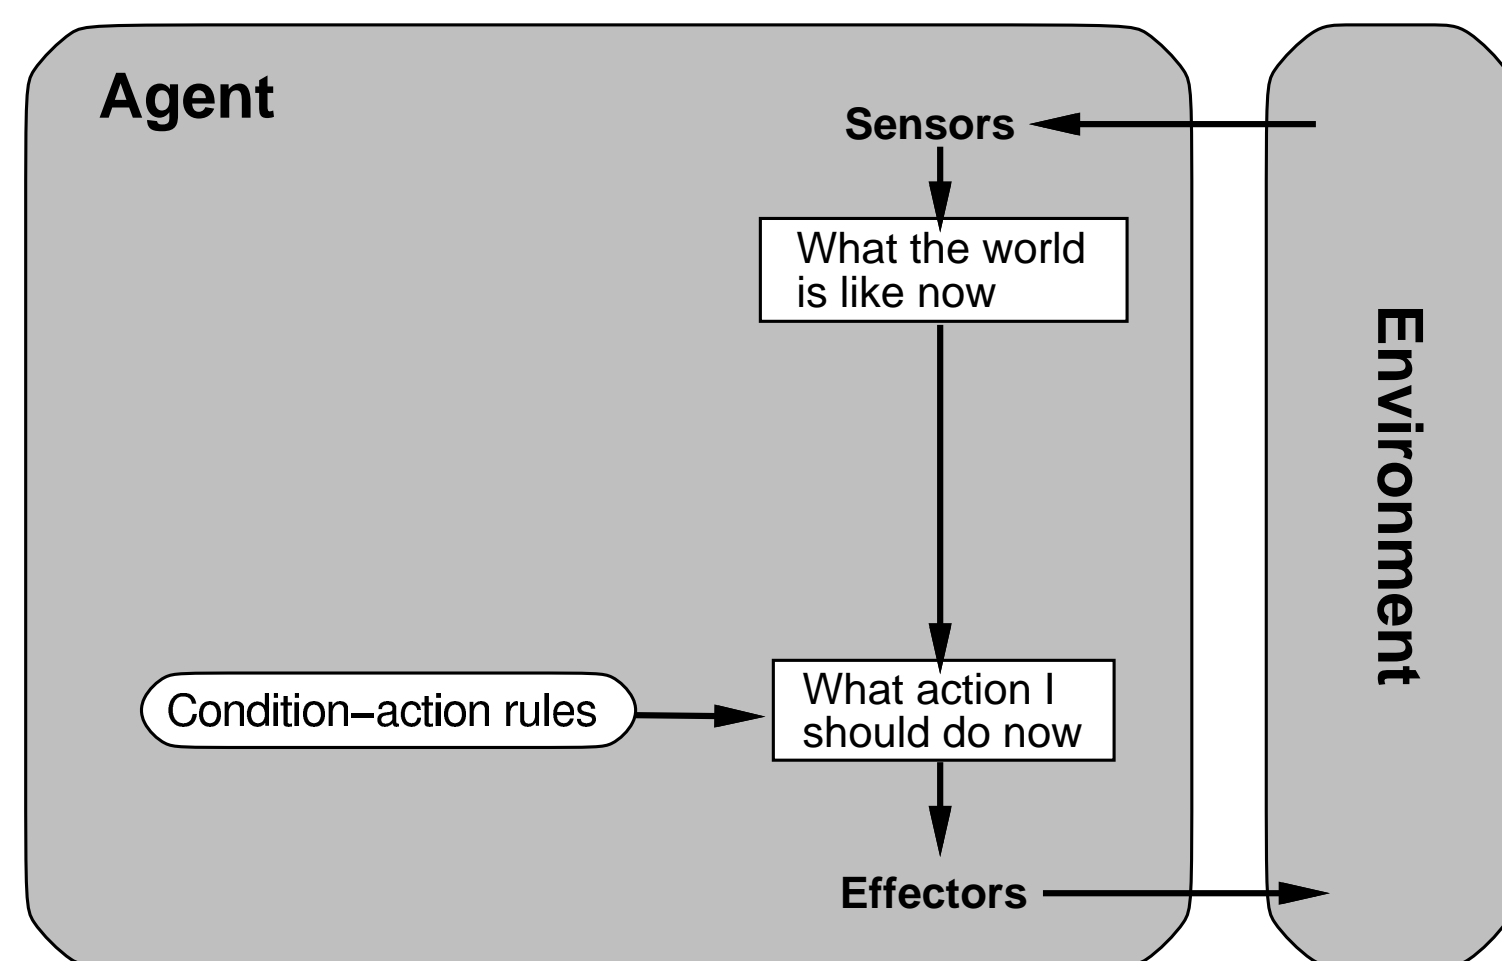 Agent
Sensors
What the world
is like now
Environment
Condition–action rules
What action I
should do now
Effectors